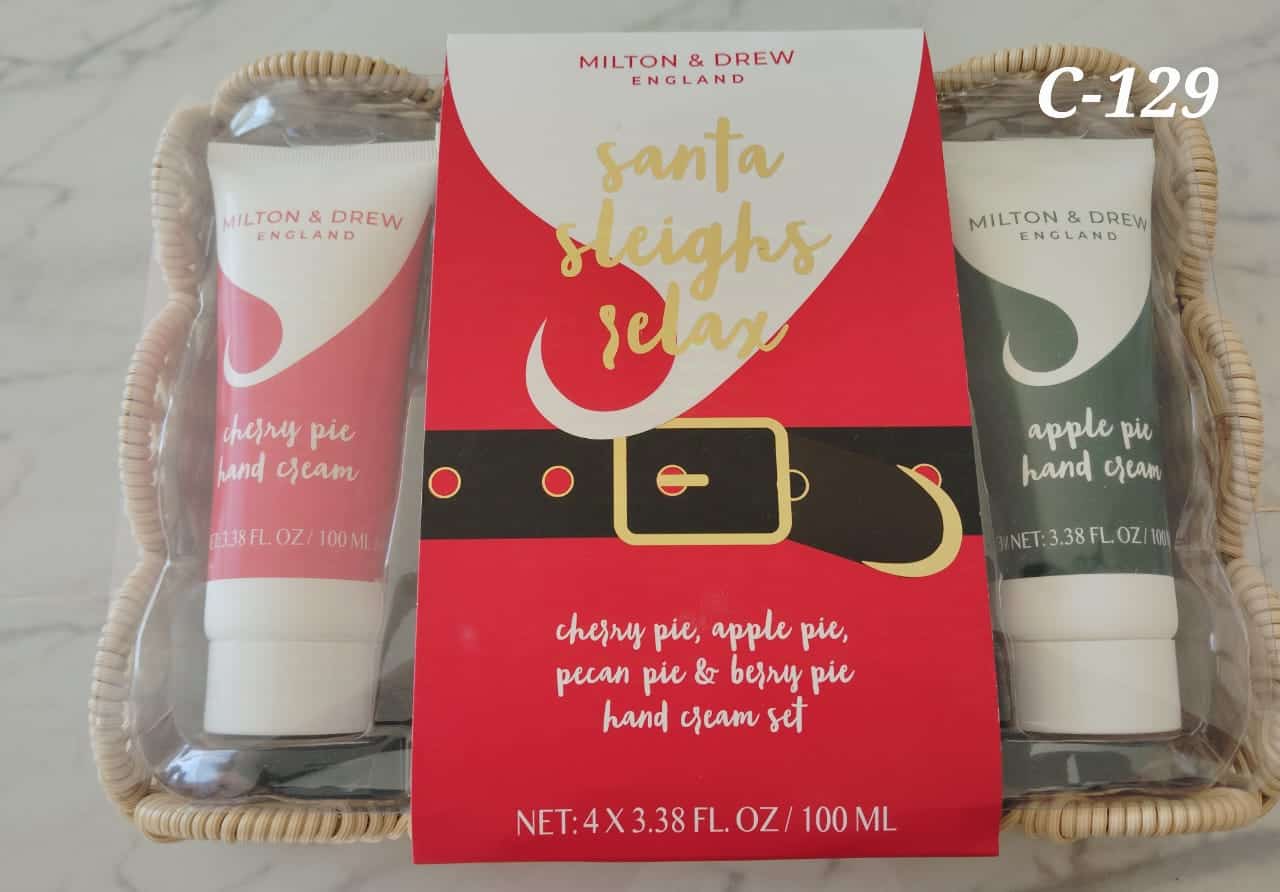 C-129
MILTON & DREW
ENGLAND
santa
sleighs
relax
cherry pie, apple pie,
pecan pie & berry pie
hand cream set
NET: 4 X 3.38 FL. OZ / 100 ML
MILTON & DREW
ENGLAND
cherry pie
hand cream
3.38 FL. OZ / 100 ML
MILTON & DREW
ENGLAND
apple pie
hand cream
NET: 3.38 FL. OZ / 100